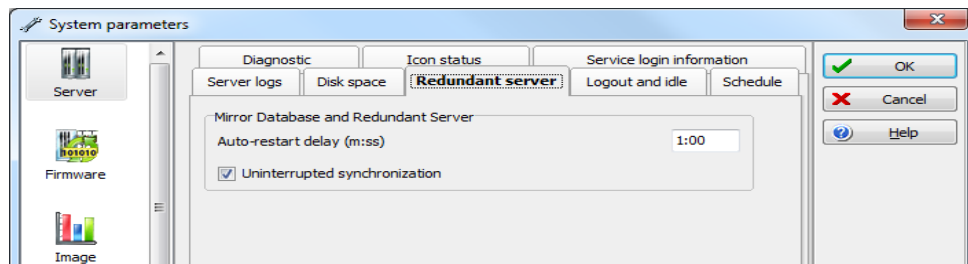 System parameters
Server
Firmware
Image
Diagnostic
Icon status
Service login information
Server logs
Disk space
Redundant server
Logout and idle
Schedule
Mirror Database and Redundant Server
Auto-restart delay (m:ss)
1:00
Uninterrupted synchronization
OK
Cancel
Help